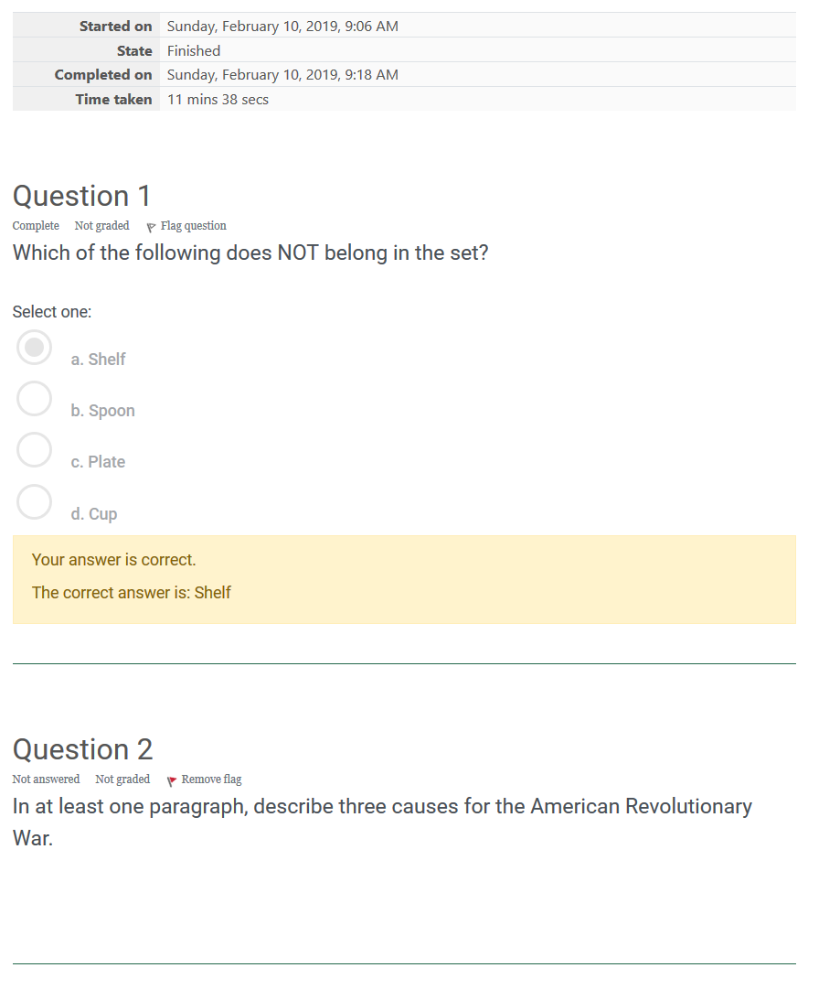 Started on Sunday, February 10, 2019, 9:06 AM
State Finished
Completed on Sunday, February 10, 2019, 9:18 AM
Time taken 11 mins 38 secs
Question 1
Complete Not graded Flag question
Which of the following does NOT belong in the set?
Select one:
a. Shelf
b. Spoon
c. Plate
d. Cup
Your answer is correct.
The correct answer is: Shelf
Question 2
Not answered Not graded Remove flag
In at least one paragraph, describe three causes for the American Revolutionary
War.